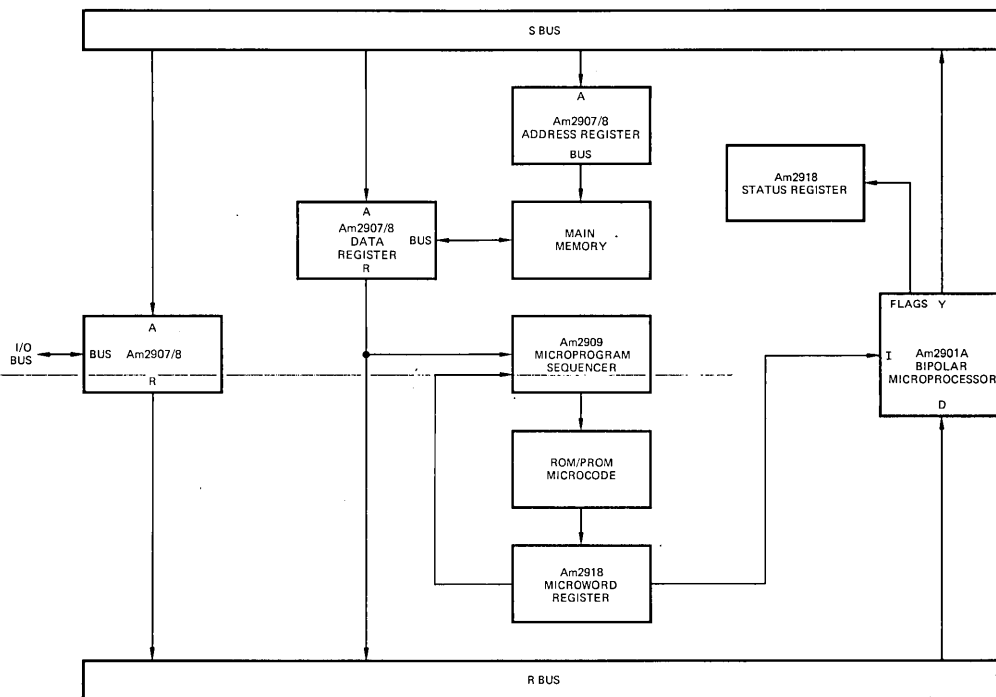 S BUS
A
Am2907/8
ADDRESS REGISTER
BUS
Am2918
STATUS REGISTER
A
Am2907/8
DATA
REGISTER
BUS
R
MAIN
MEMORY
I/O
BUS
A
BUS Am2907/8
R
Am2909
MICROPROGRAM
SEQUENCER
FLAGS Y
I
Am2901A
BIPOLAR
MICROPROCESSOR
D
ROM/PROM
MICROCODE
Am2918
MICROWORD
REGISTER
R BUS